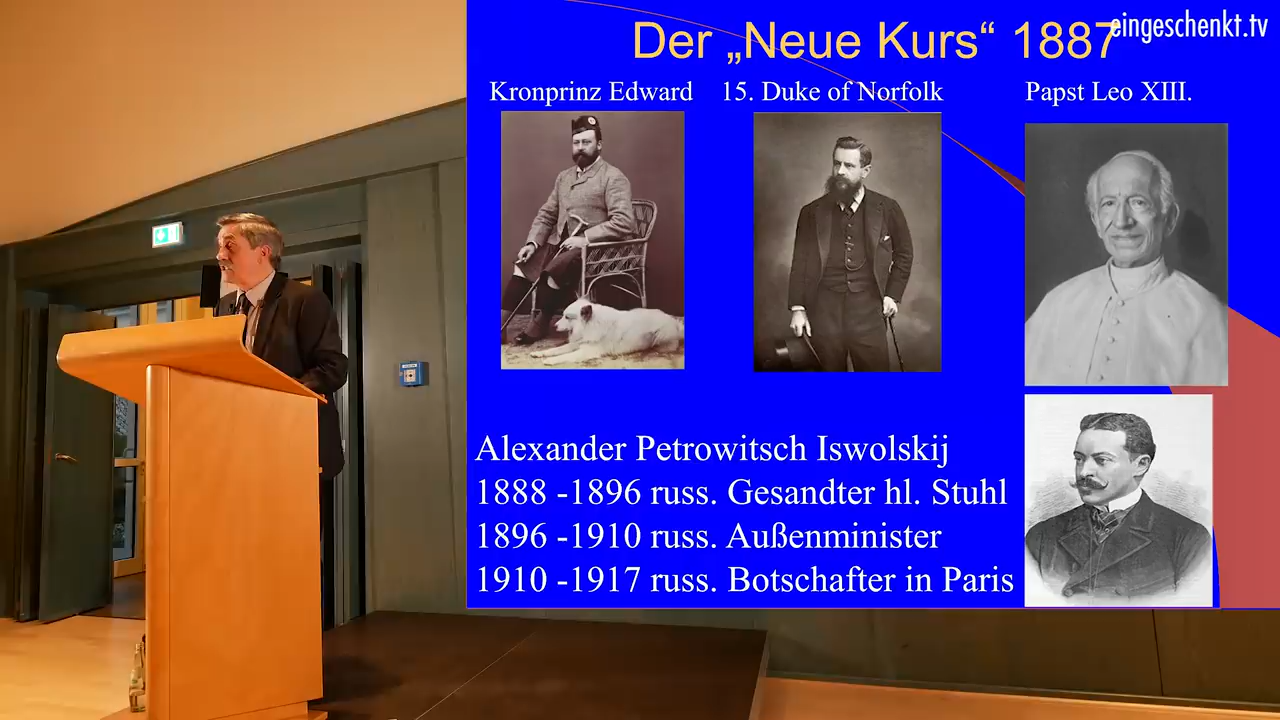 eingeschenkt.tv
Der „Neue Kurs“ 1887
Kronprinz Edward
15. Duke of Norfolk
Papst Leo XIII.
Alexander Petrowitsch Iswolskij
1888 -1896 russ. Gesandter hl. Stuhl
1896 -1910 russ. Außenminister
1910 -1917 russ. Botschafter in Paris